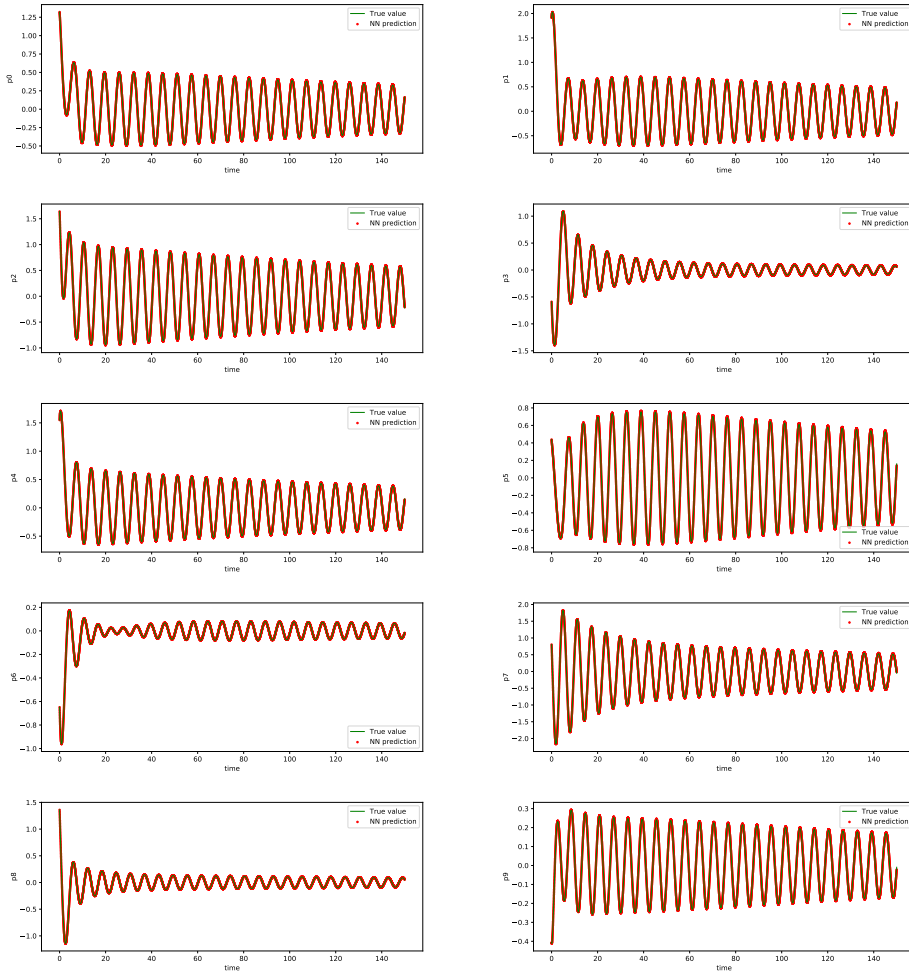 True value
NN prediction
1.25
1.00
0.75
0.50
0.25
0.00
−0.25
−0.50
p0
0 20 40 60 80 100 120 140
time
True value
NN prediction
2.0
1.5
1.0
0.5
0.0
−0.5
p1
0 20 40 60 80 100 120 140
time
True value
NN prediction
1.5
1.0
0.5
0.0
−0.5
−1.0
p2
0 20 40 60 80 100 120 140
time
True value
NN prediction
1.0
0.5
0.0
−0.5
−1.0
−1.5
p3
0 20 40 60 80 100 120 140
time
True value
NN prediction
1.5
1.0
0.5
0.0
−0.5
p4
0 20 40 60 80 100 120 140
time
0.8
0.6
0.4
0.2
0.0
−0.2
−0.4
−0.6
−0.8
p5
True value
NN prediction
0 20 40 60 80 100 120 140
time
0.2
0.0
−0.2
−0.4
−0.6
−0.8
−1.0
p6
True value
NN prediction
0 20 40 60 80 100 120 140
time
True value
NN prediction
2.0
1.5
1.0
0.5
0.0
−0.5
−1.0
−1.5
−2.0
p7
0 20 40 60 80 100 120 140
time
True value
NN prediction
1.5
1.0
0.5
0.0
−0.5
−1.0
p8
0 20 40 60 80 100 120 140
time
True value
NN prediction
0.3
0.2
0.1
0.0
−0.1
−0.2
−0.3
−0.4
p9
0 20 40 60 80 100 120 140
time